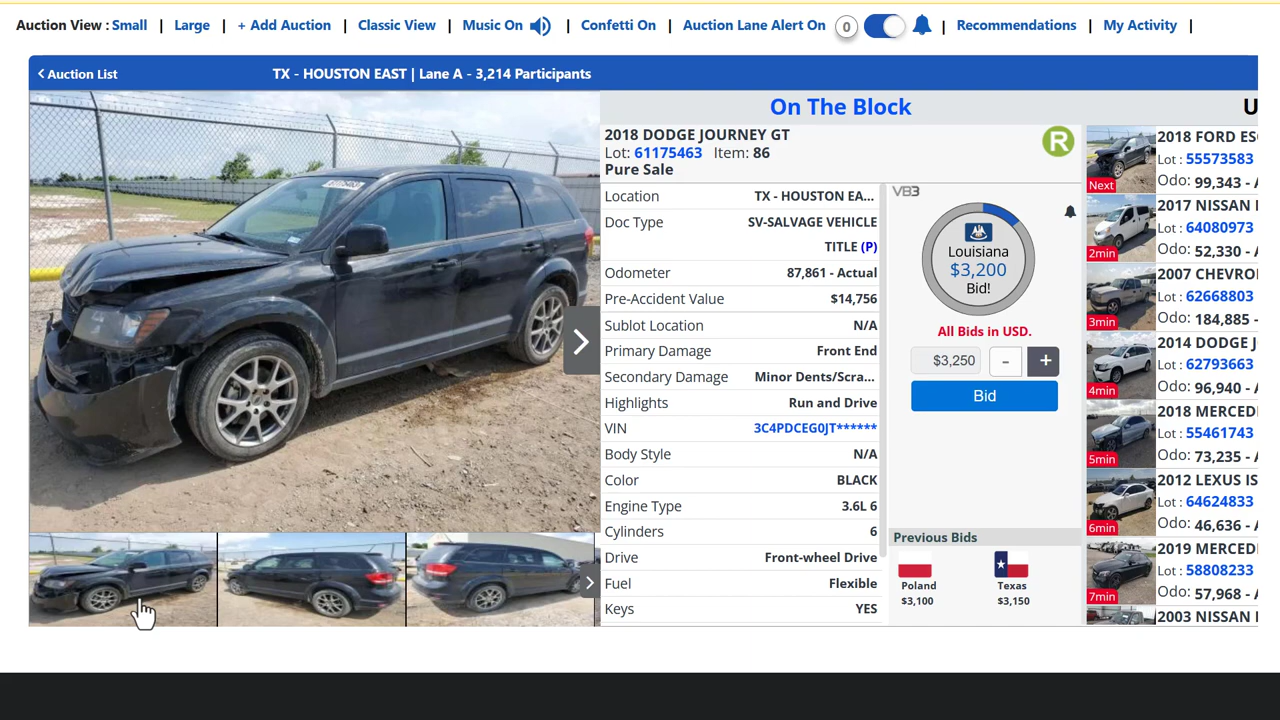 Auction View : Small | Large | + Add Auction | Classic View | Music On | Confetti On | Auction Lane Alert On 0 | Recommendations | My Activity |
Auction List
TX - HOUSTON EAST | Lane A - 3,214 Participants
On The Block
U
2018 DODGE JOURNEY GT
Lot: 61175463 Item: 86
Pure Sale
R
Location TX - HOUSTON EA...
Doc Type SV-SALVAGE VEHICLE
TITLE (P)
Odometer 87,861 - Actual
Pre-Accident Value $14,756
Sublot Location N/A
Primary Damage Front End
Secondary Damage Minor Dents/Scra...
Highlights Run and Drive
VIN 3C4PDCEG0JT******
Body Style N/A
Color BLACK
Engine Type 3.6L 6
Cylinders 6
Drive Front-wheel Drive
Fuel Flexible
Keys YES
VB3
Louisiana
$3,200
Bid!
All Bids in USD.
$3,250 - +
Bid
Previous Bids
Poland
$3,100
Texas
$3,150
2018 FORD ES
Lot : 55573583
Next
Odo: 99,343 - A
2017 NISSAN
Lot : 64080973
2min
Odo: 52,330 - A
2007 CHEVRO
Lot : 62668803
3min
Odo: 184,885 -
2014 DODGE J
Lot : 62793663
4min
Odo: 96,940 - A
2018 MERCED
Lot : 55461743
5min
Odo: 73,235 - A
2012 LEXUS IS
Lot : 64624833
6min
Odo: 46,636 - A
2019 MERCED
Lot : 58808233
7min
Odo: 57,968 - A
2003 NISSAN